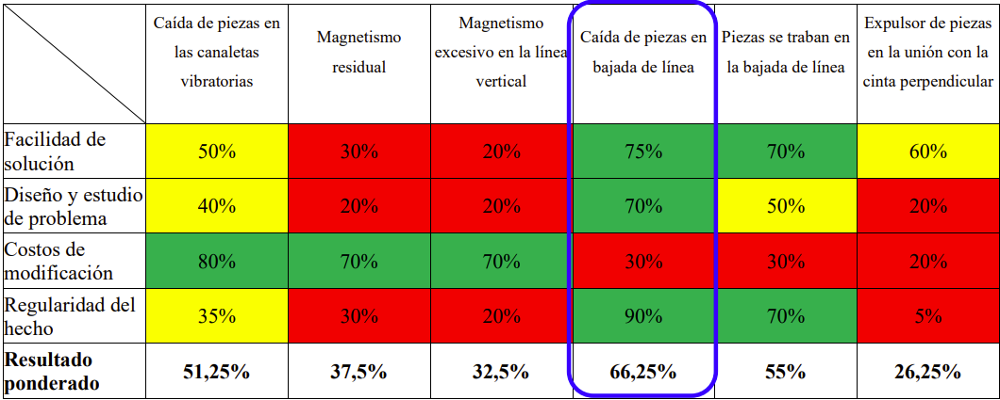 Caída de piezas en
las canaletas
vibratorias
Magnetismo
residual
Magnetismo
excesivo en la línea
vertical
Caída de piezas en
bajada de línea
Piezas se traban en
la bajada de línea
Expulsor de piezas
en la unión con la
cinta perpendicular
Facilidad de
solución
50% 30% 20% 75% 70% 60%
Diseño y estudio
de problema
40% 20% 20% 70% 50% 20%
Costos de
modificación
80% 70% 70% 30% 30% 20%
Regularidad del
hecho
35% 30% 20% 90% 70% 5%
Resultado
ponderado
51,25% 37,5% 32,5% 66,25% 55% 26,25%